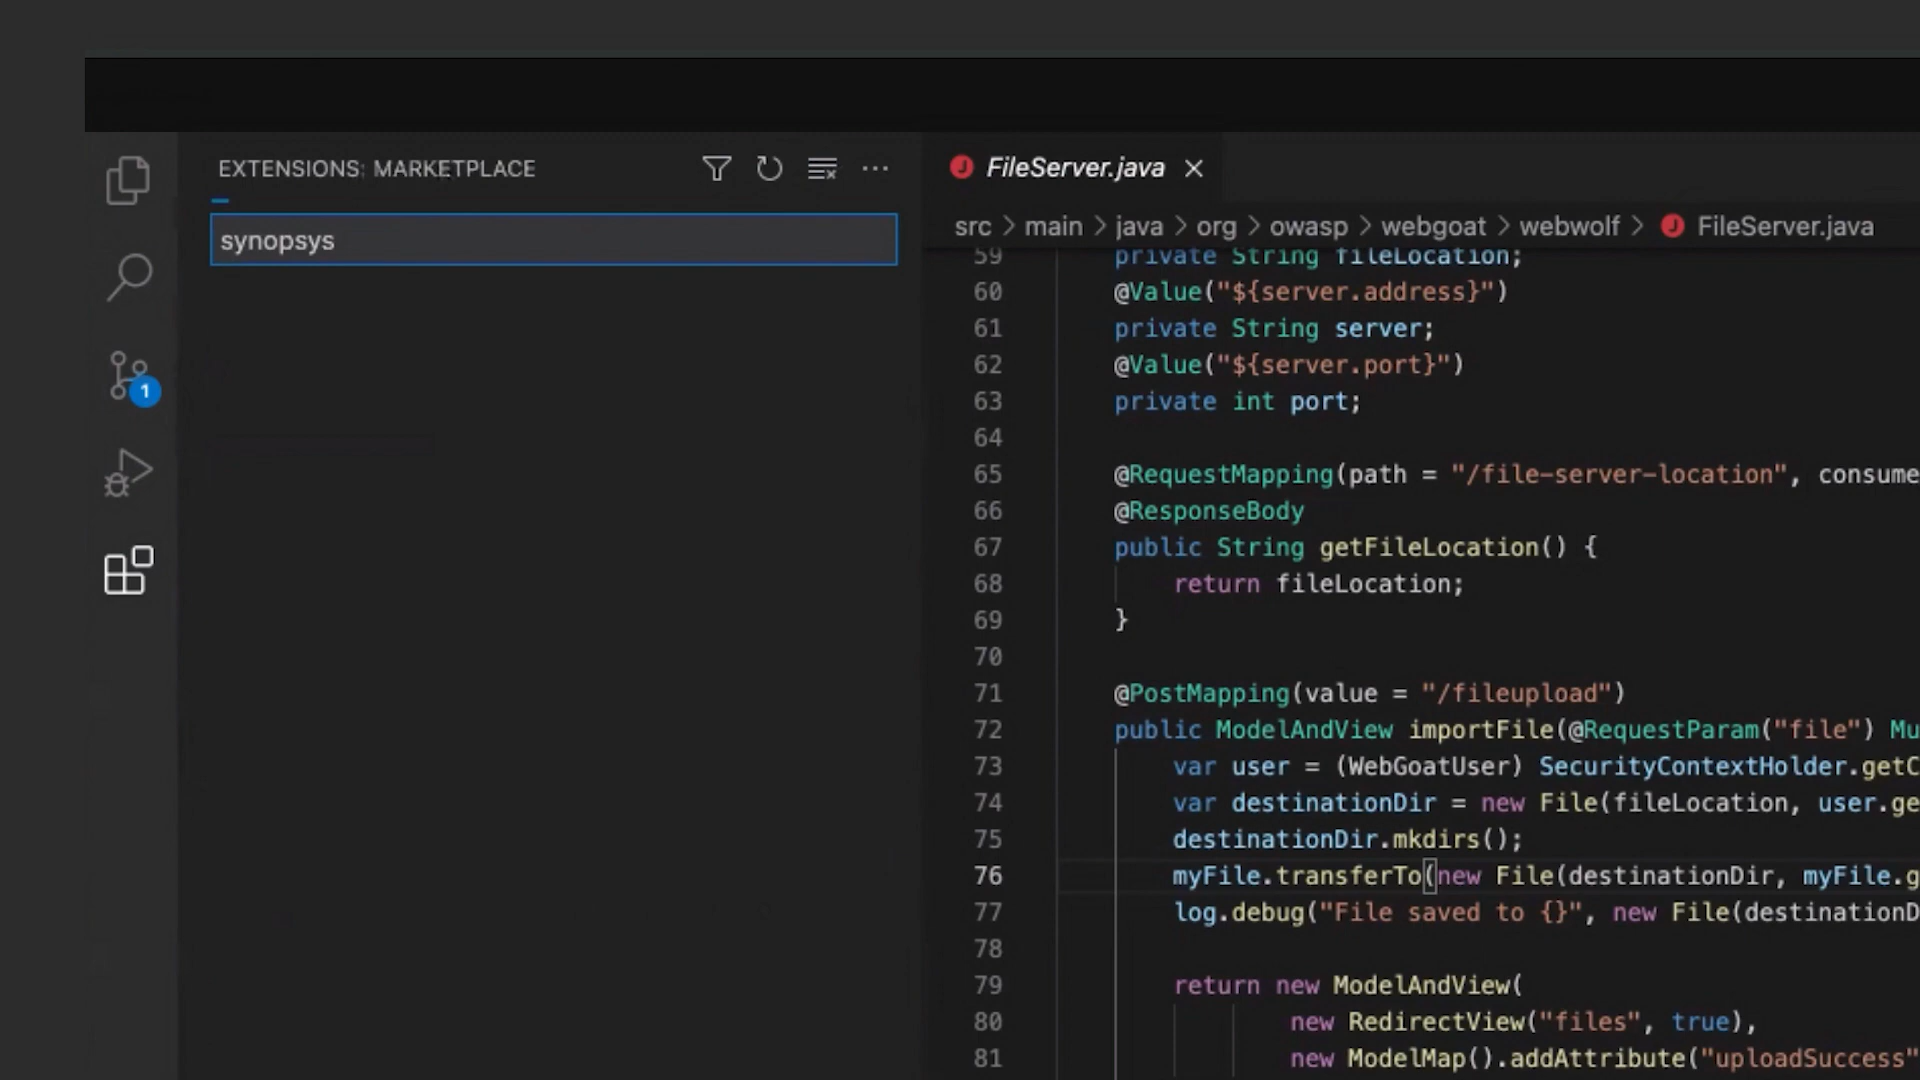 EXTENSIONS: MARKETPLACE
synopsys
1
FileServer.java
src > main > java > org > owasp > webgoat > webwolf > FileServer.java
59 private String fileLocation;
60 @Value("${server.address}")
61 private String server;
62 @Value("${server.port}")
63 private int port;
64
65 @RequestMapping(path = "/file-server-location", consume
66 @ResponseBody
67 public String getFileLocation() {
68 return fileLocation;
69 }
70
71 @PostMapping(value = "/fileupload")
72 public ModelAndView importFile(@RequestParam("file") Mu
73 var user = (WebGoatUser) SecurityContextHolder.getC
74 var destinationDir = new File(fileLocation, user.ge
75 destinationDir.mkdirs();
76 myFile.transferTo(new File(destinationDir, myFile.g
77 log.debug("File saved to {}", new File(destinationD
78
79 return new ModelAndView(
80 new RedirectView("files", true),
81 new ModelMap().addAttribute("uploadSuccess"